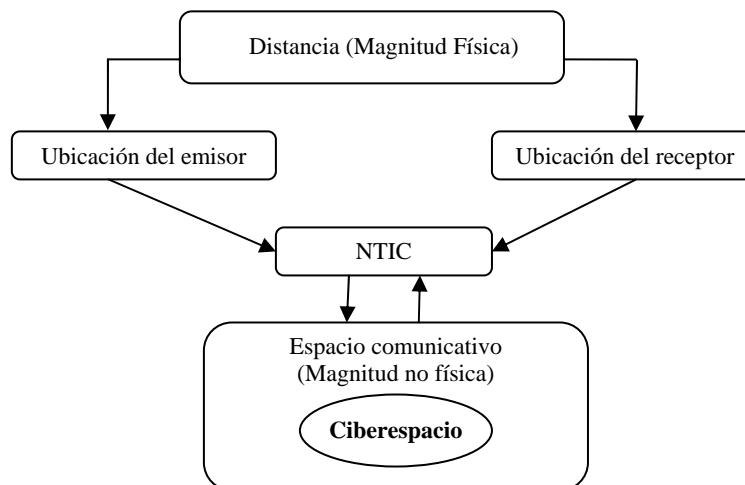 Distancia (Magnitud Física)
Ubicación del emisor
Ubicación del receptor
NTIC
Espacio comunicativo
(Magnitud no física)
Ciberespacio